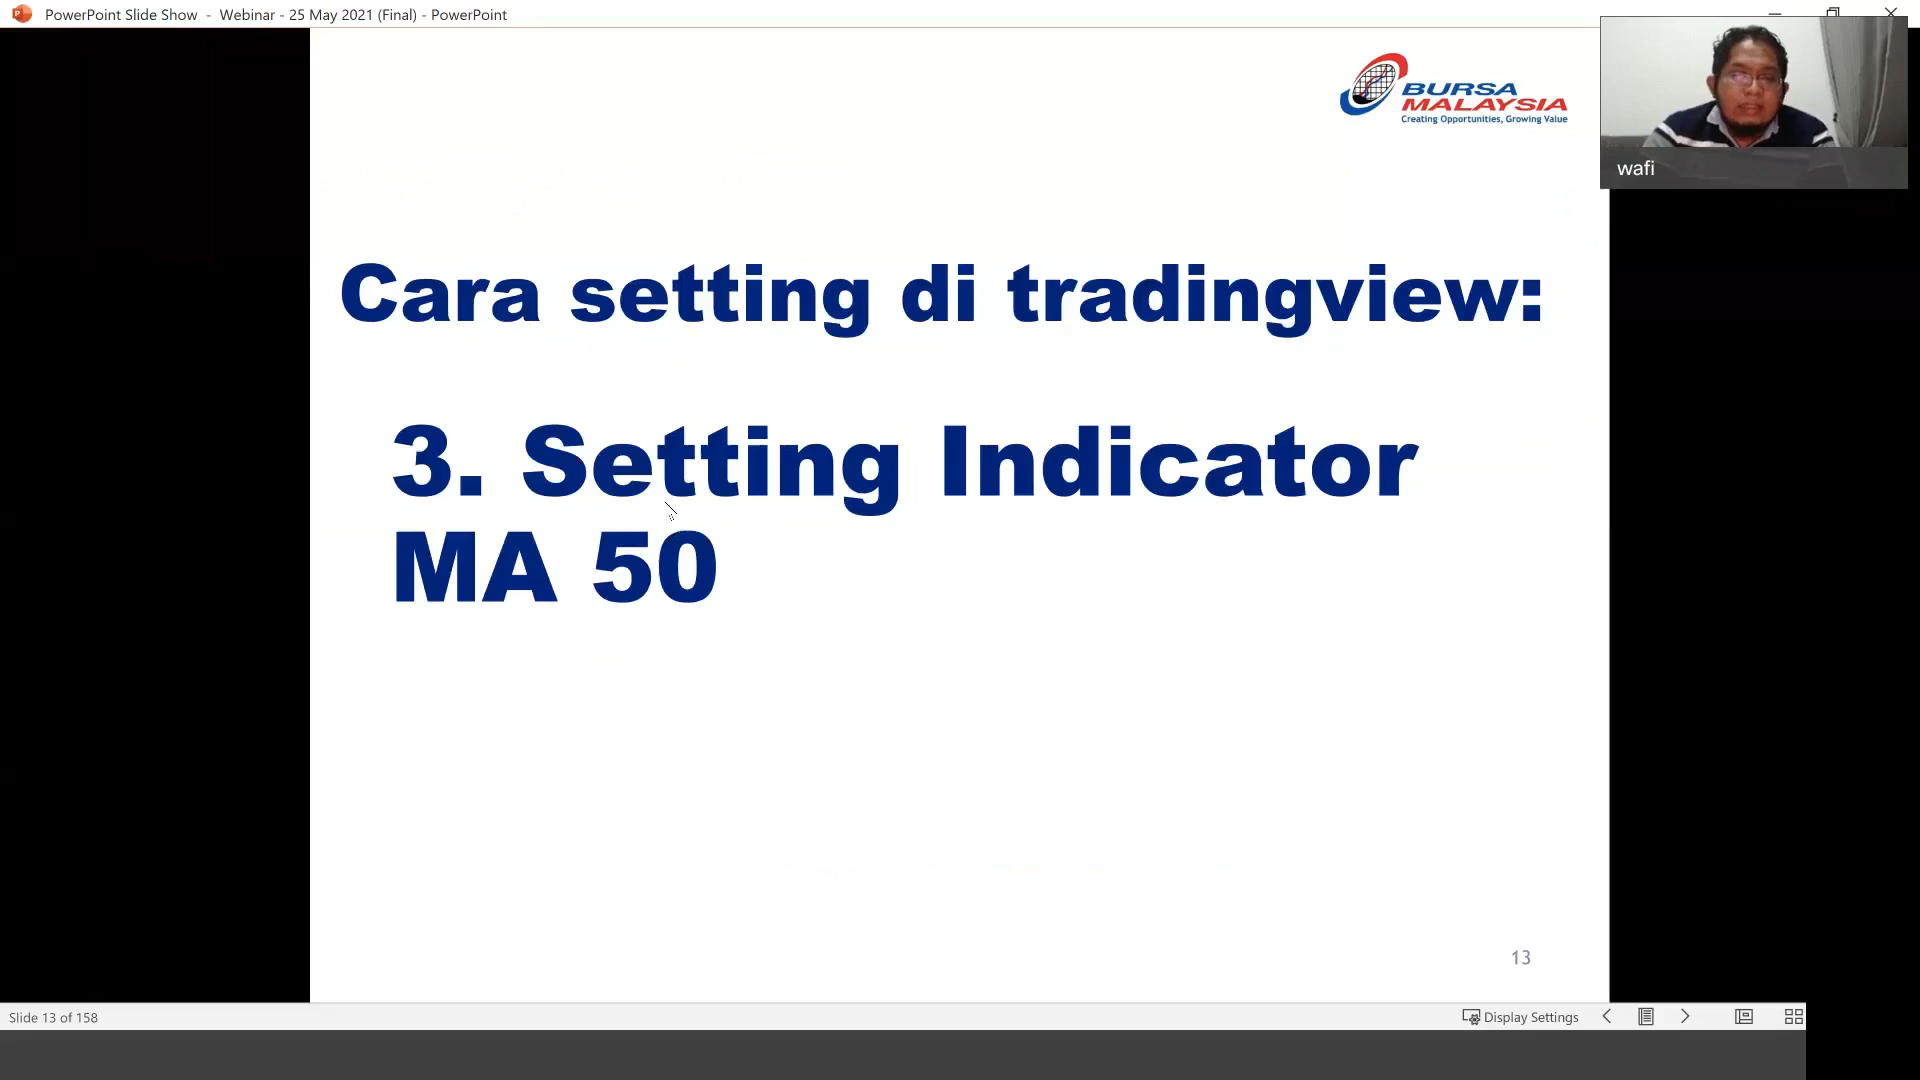 PowerPoint Slide Show - Webinar - 25 May 2021 (Final) - PowerPoint
BURSA
MALAYSIA
Creating Opportunities, Growing Value
wafi
Cara setting di tradingview:
3. Setting Indicator
MA 50
13
Slide 13 of 158
Display Settings